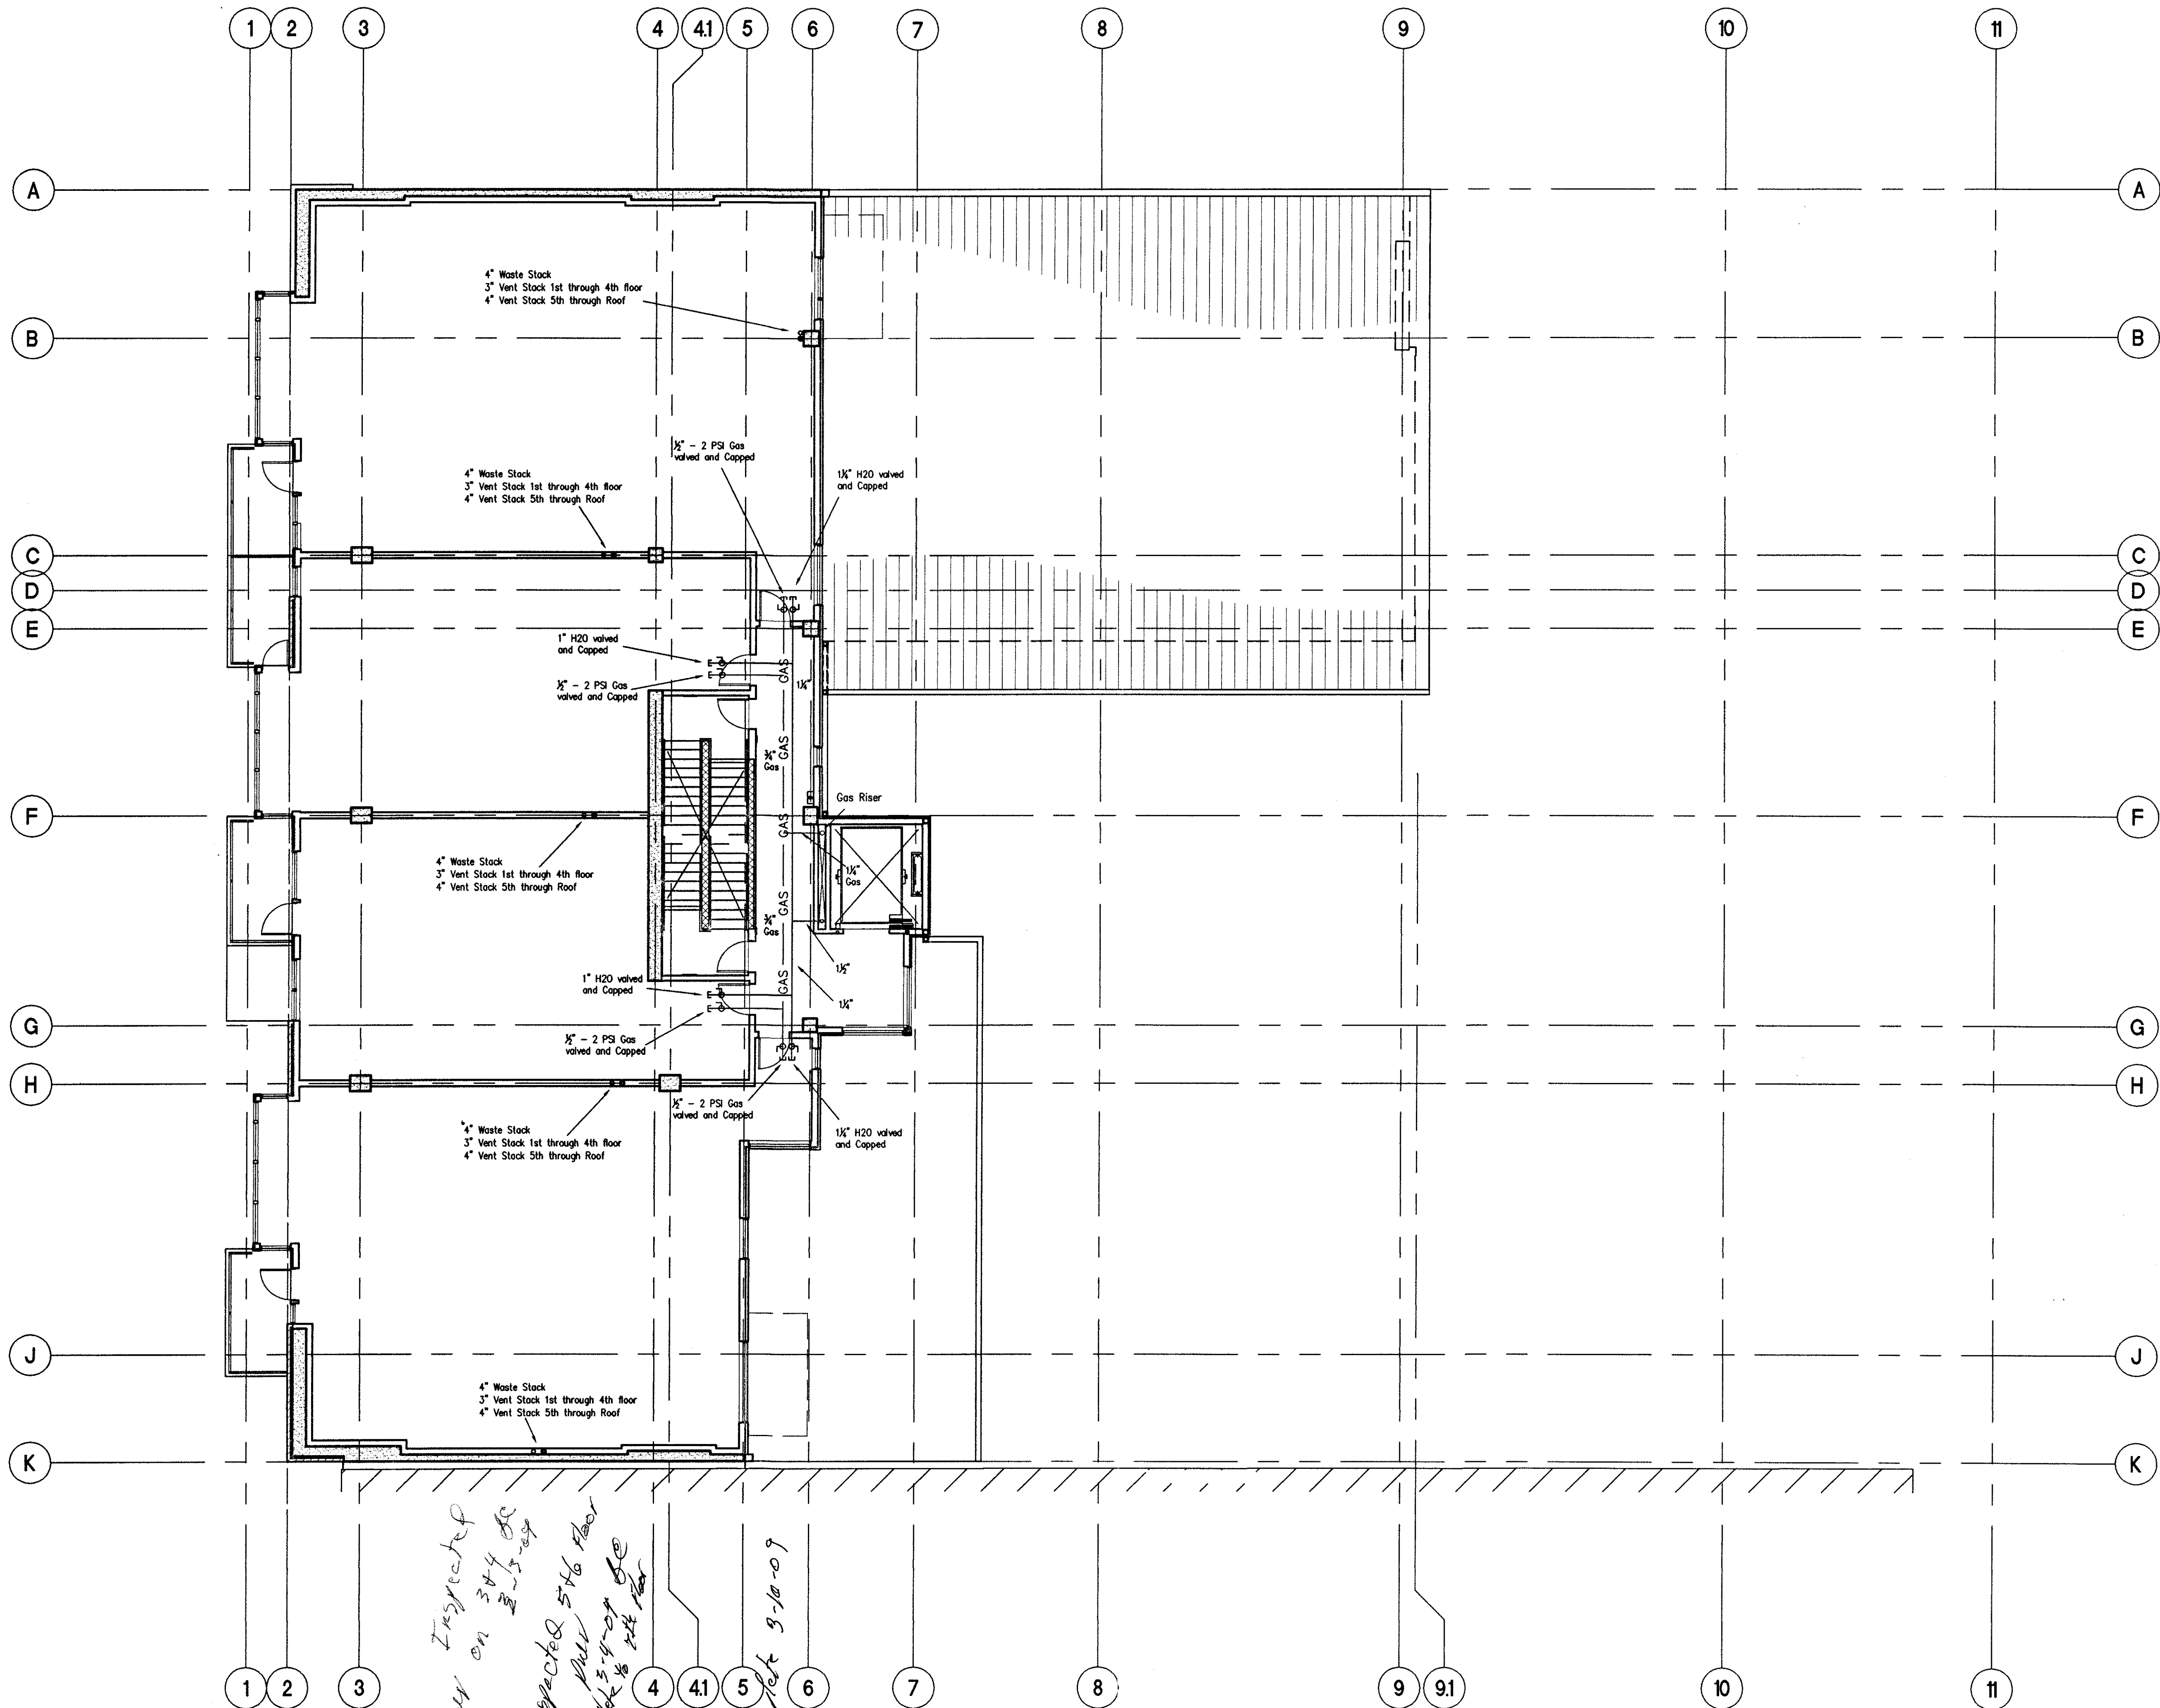 1 2 3 4 4.1 5 6 7 8 9 10 11
A A
4" Waste Stack
3" Vent Stack 1st through 4th floor
4" Vent Stack 5th through Roof
B B
½" - 2 PSI Gas
valved and Capped
4" Waste Stack
3" Vent Stack 1st through 4th floor
4" Vent Stack 5th through Roof
1¼" H2O valved
and Capped
C C
D D
E E
1" H2O valved
and Capped
½" - 2 PSI Gas
valved and Capped
GAS
1¼"
GAS
¾"
Gas
Gas Riser
F F
GAS
4" Waste Stack
3" Vent Stack 1st through 4th floor
4" Vent Stack 5th through Roof
1¼"
Gas
GAS
¾"
Gas
1½"
1" H2O valved
and Capped
GAS
1¼"
G G
½" - 2 PSI Gas
valved and Capped
H H
½" - 2 PSI Gas
valved and Capped
4" Waste Stack
3" Vent Stack 1st through 4th floor
4" Vent Stack 5th through Roof
1¼" H2O valved
and Capped
J J
4" Waste Stack
3" Vent Stack 1st through 4th floor
4" Vent Stack 5th through Roof
K K
Inspected
on 3&4
5&6 Floor
3-4-09
Floor
3-10-09
1 2 3 4 4.1 5 6 7 8 9 9.1 10 11